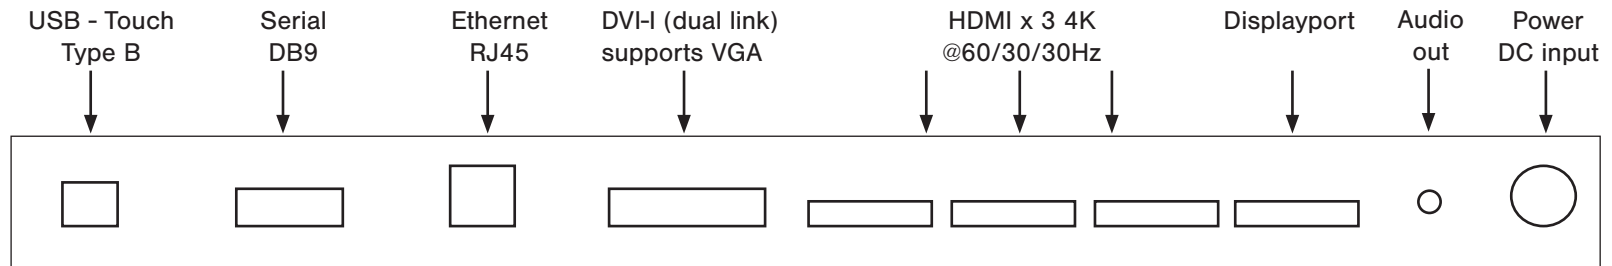 USB - Touch
Type B
Serial
DB9
Ethernet
RJ45
DVI-I (dual link)
supports VGA
HDMI x 3 4K
@60/30/30Hz
Displayport
Audio
out
Power
DC input